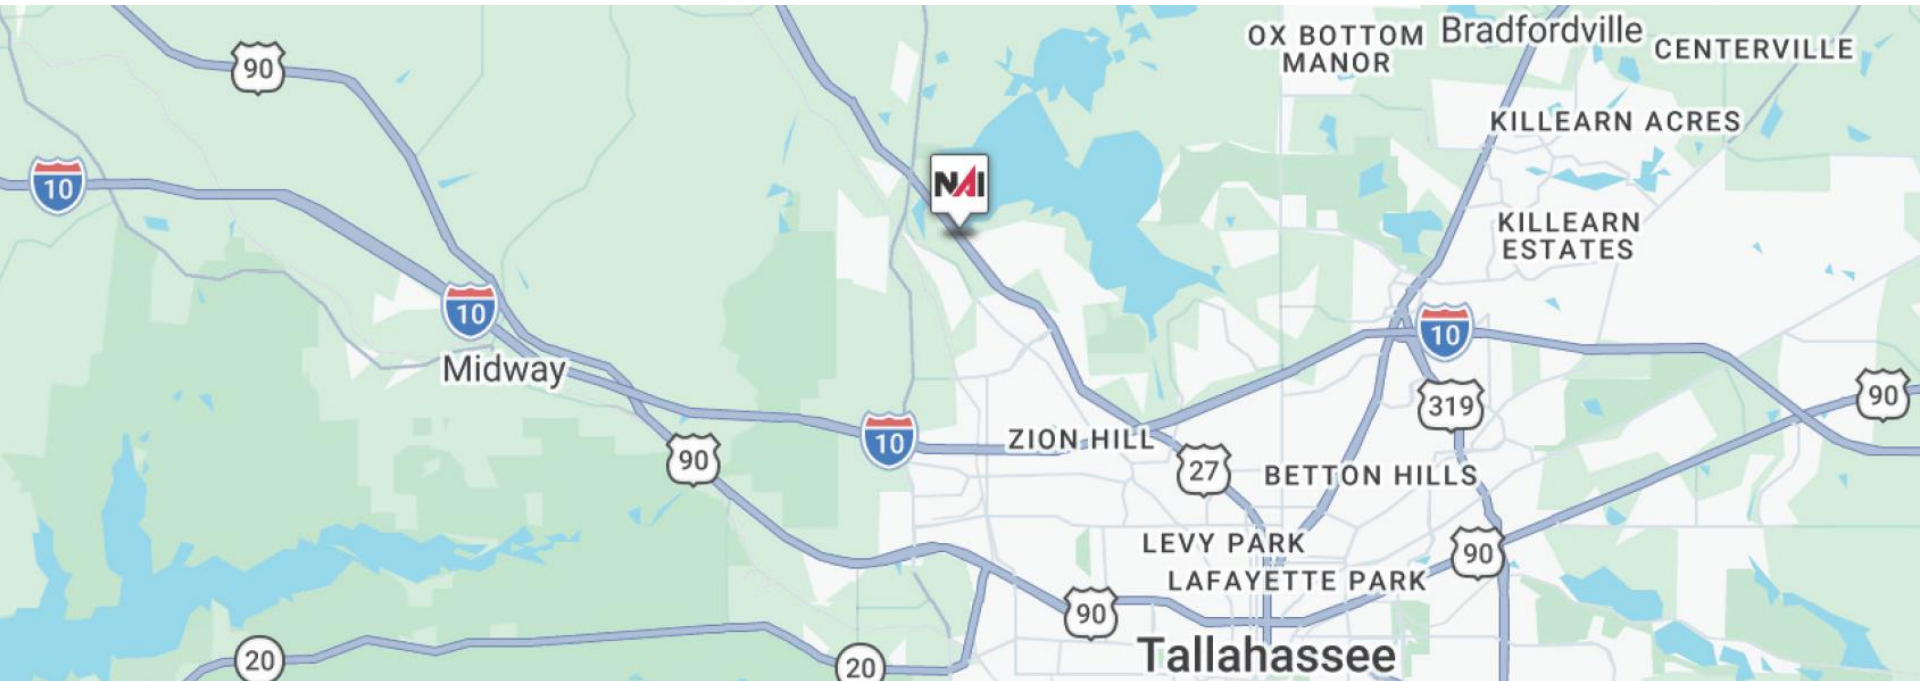 OX BOTTOM
MANOR
Bradfordville
CENTERVILLE
90
KILLEARN ACRES
10
NAI
KILLEARN
ESTATES
10
10
Midway
90
319
10
ZION HILL
90
27
BETTON HILLS
LEVY PARK
90
LAFAYETTE PARK
90
Tallahassee
20
20